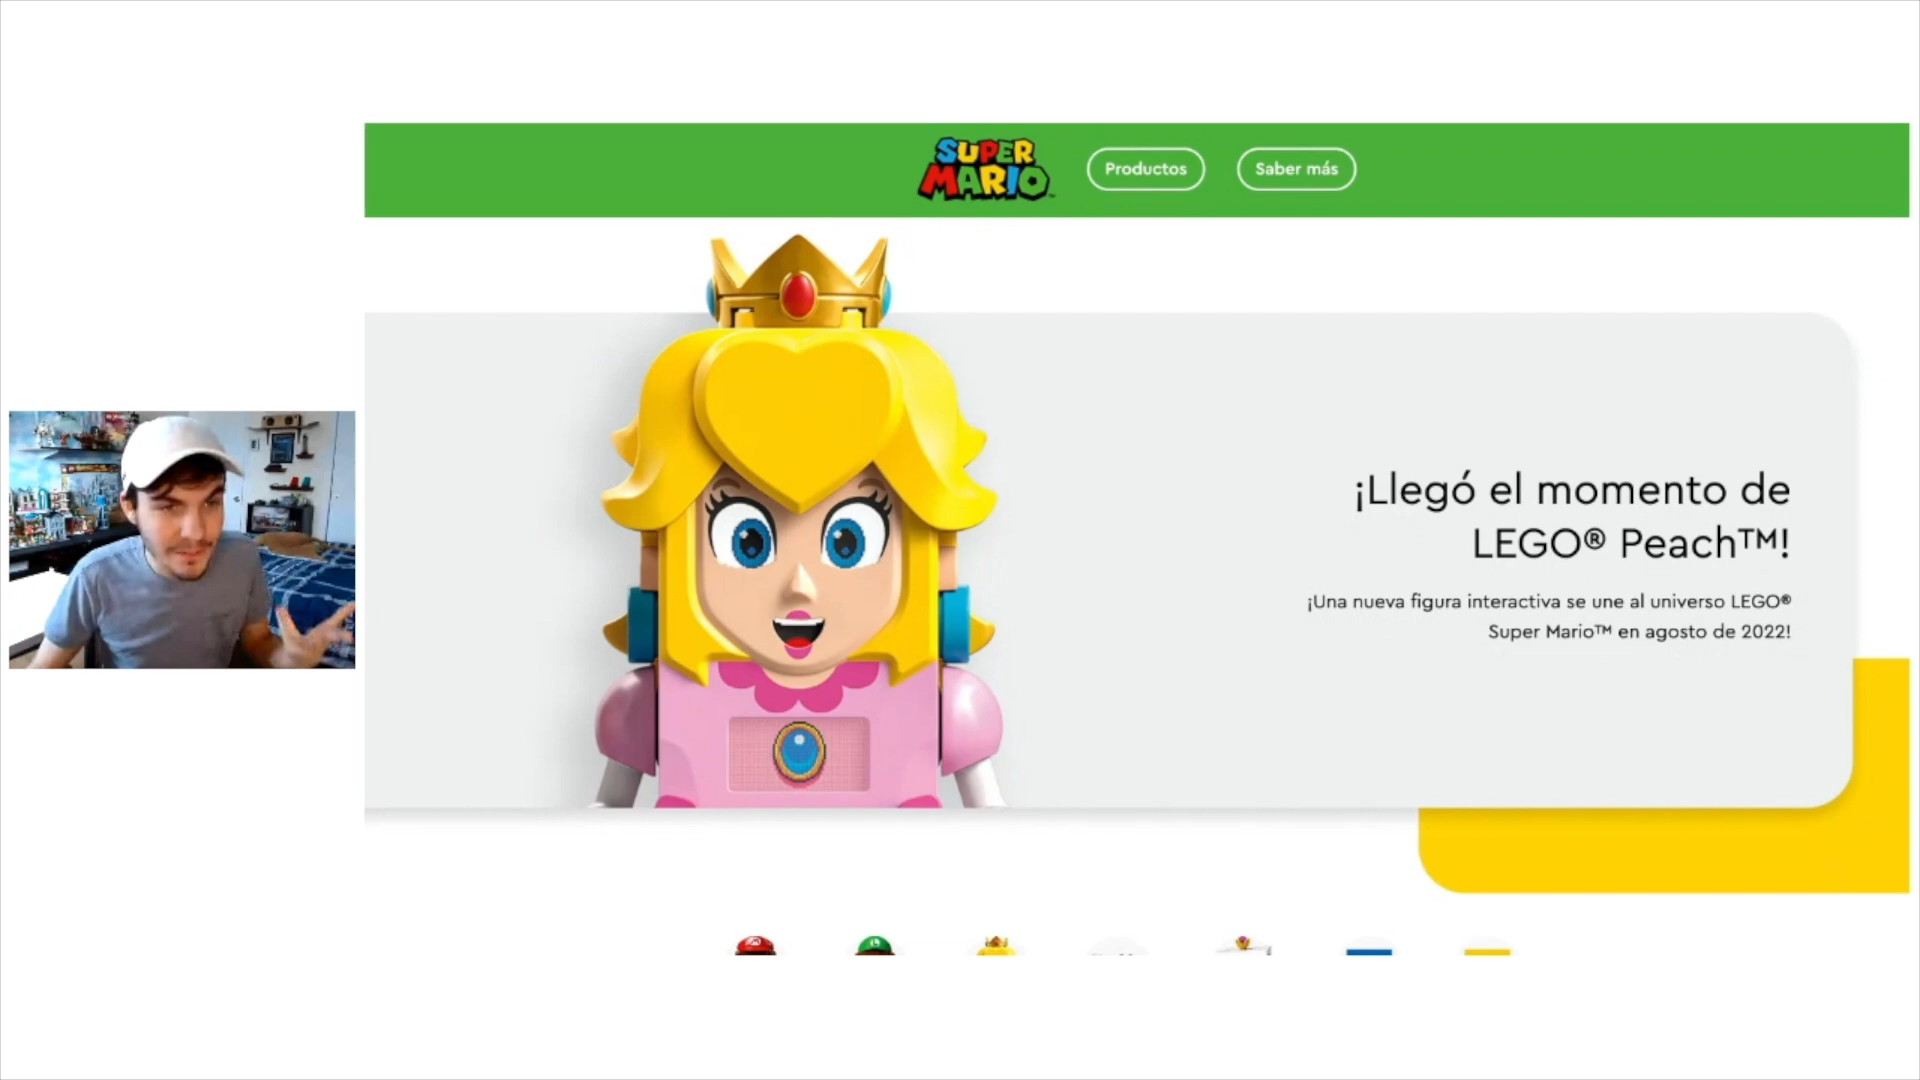 SUPER
MARIO™
Productos
Saber más
¡Llegó el momento de
LEGO® Peach™!
¡Una nueva figura interactiva se une al universo LEGO®
Super Mario™ en agosto de 2022!